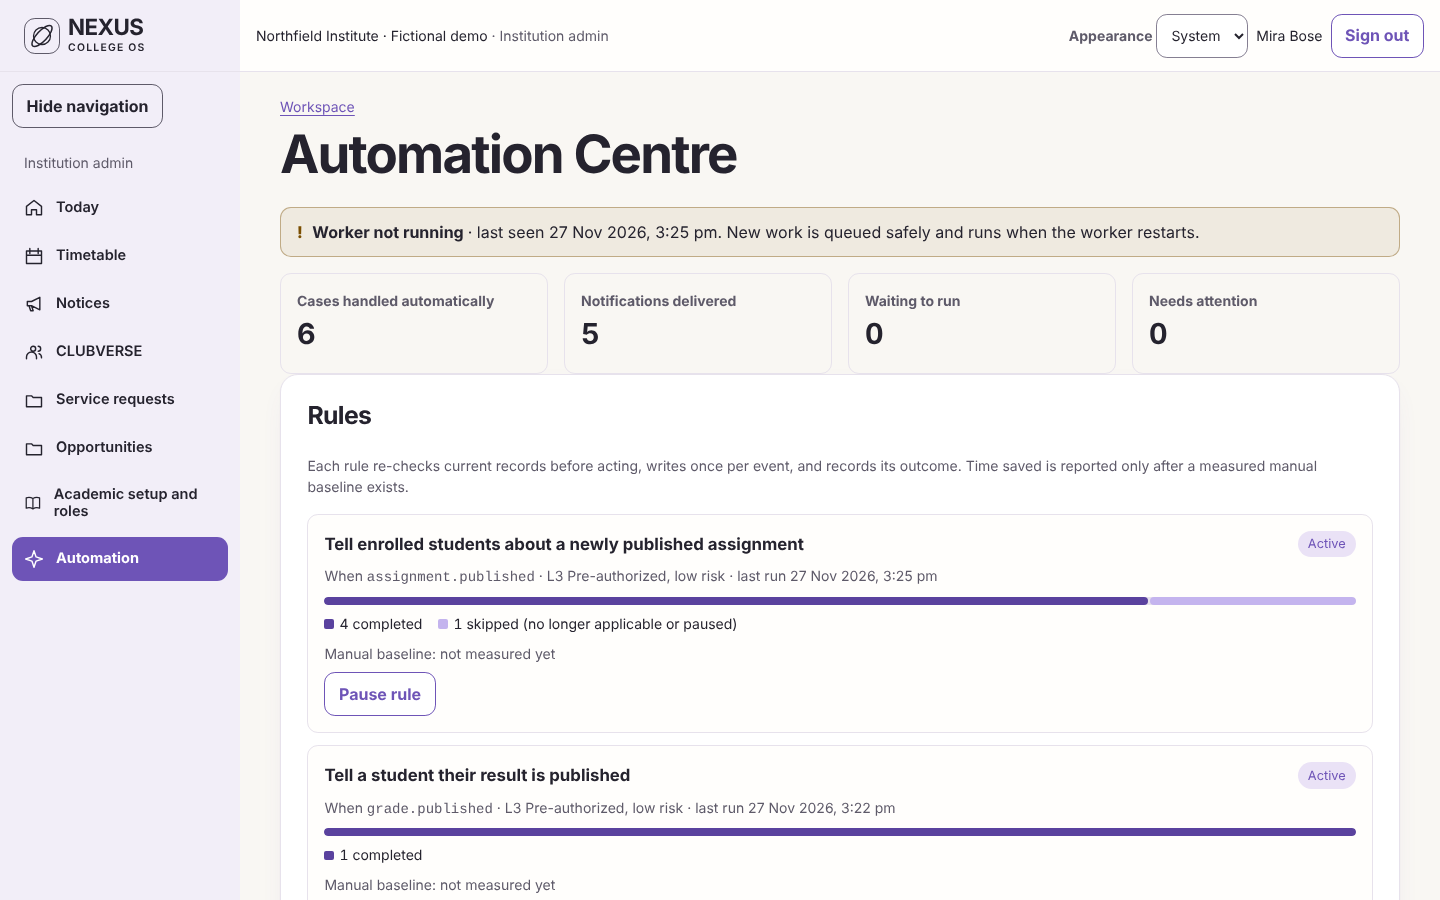 NEXUS
COLLEGE OS
Northfield Institute · Fictional demo · Institution admin
Appearance
System
Mira Bose
Sign out
Hide navigation
Institution admin
Today
Timetable
Notices
CLUBVERSE
Service requests
Opportunities
Academic setup and
roles
Automation
Workspace
Automation Centre
! Worker not running · last seen 27 Nov 2026, 3:25 pm. New work is queued safely and runs when the worker restarts.
Cases handled automatically
6
Notifications delivered
5
Waiting to run
0
Needs attention
0
Rules
Each rule re-checks current records before acting, writes once per event, and records its outcome. Time saved is reported only after a measured manual
baseline exists.
Tell enrolled students about a newly published assignment
Active
When assignment.published · L3 Pre-authorized, low risk · last run 27 Nov 2026, 3:25 pm
4 completed
1 skipped (no longer applicable or paused)
Manual baseline: not measured yet
Pause rule
Tell a student their result is published
Active
When grade.published · L3 Pre-authorized, low risk · last run 27 Nov 2026, 3:22 pm
1 completed
Manual baseline: not measured yet